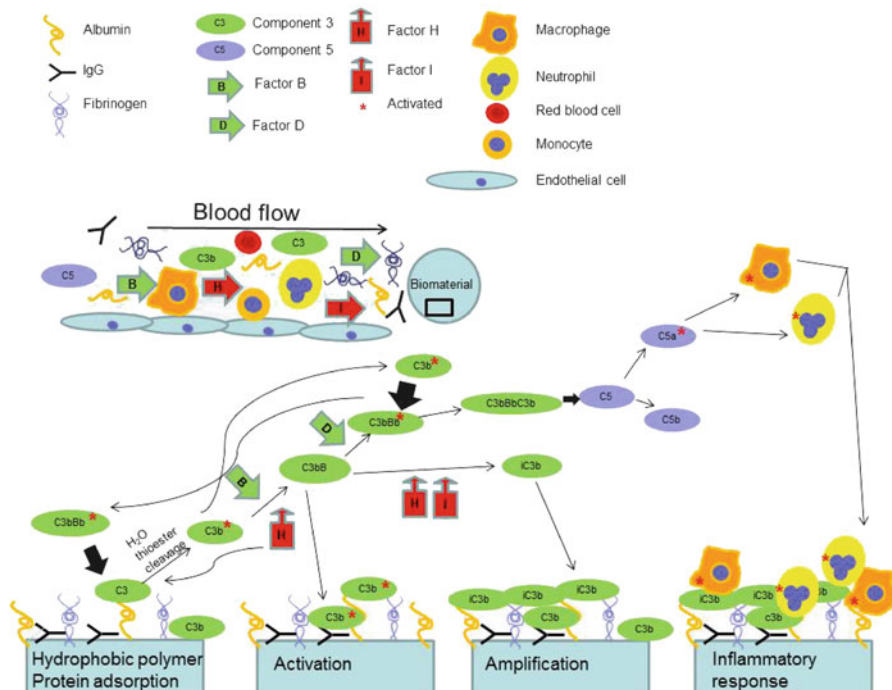 Albumin
IgG
Fibrinogen
C3 Component 3
C5 Component 5
B Factor B
D Factor D
H Factor H
I Factor I
* Activated
Macrophage
Neutrophil
Red blood cell
Monocyte
Endothelial cell
Blood flow
C5
B
C3b
H
C3
D
I
Biomaterial
C3b*
C3bBb*
C3bBbC3b
C5
C5a*
C5b
*
*
D
C3bB
iC3b
B
H
H I
C3bBb*
H₂O
thioester
cleavage
C3b*
C3
C3b
Hydrophobic polymer
Protein adsorption
C3b*
C3b*
Activation
iC3b
iC3b
iC3b
C3b
C3b
Amplification
*
*
*
*
iC3b
iC3b
c3b
3b
Inflammatory
response